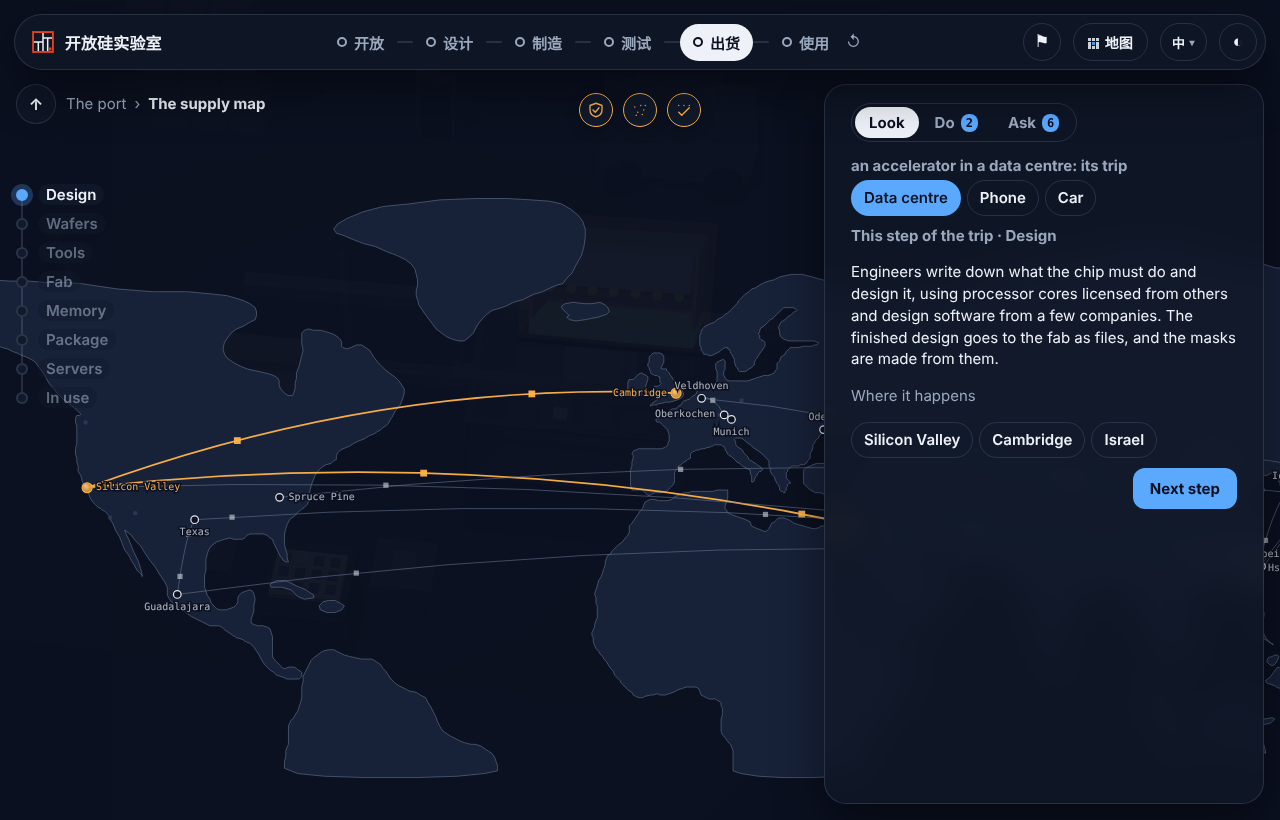 开放硅实验室
开放
设计
制造
测试
出货
使用
地图
中
The port › The supply map
Look
Do 2
Ask 6
an accelerator in a data centre: its trip
Data centre
Phone
Car
This step of the trip · Design
Engineers write down what the chip must do and
design it, using processor cores licensed from others
and design software from a few companies. The
finished design goes to the fab as files, and the masks
are made from them.
Where it happens
Silicon Valley
Cambridge
Israel
Next step
Design
Wafers
Tools
Fab
Memory
Package
Servers
In use
Cambridge
Veldhoven
Oberkochen
Munich
Silicon Valley
Spruce Pine
Texas
Guadalajara